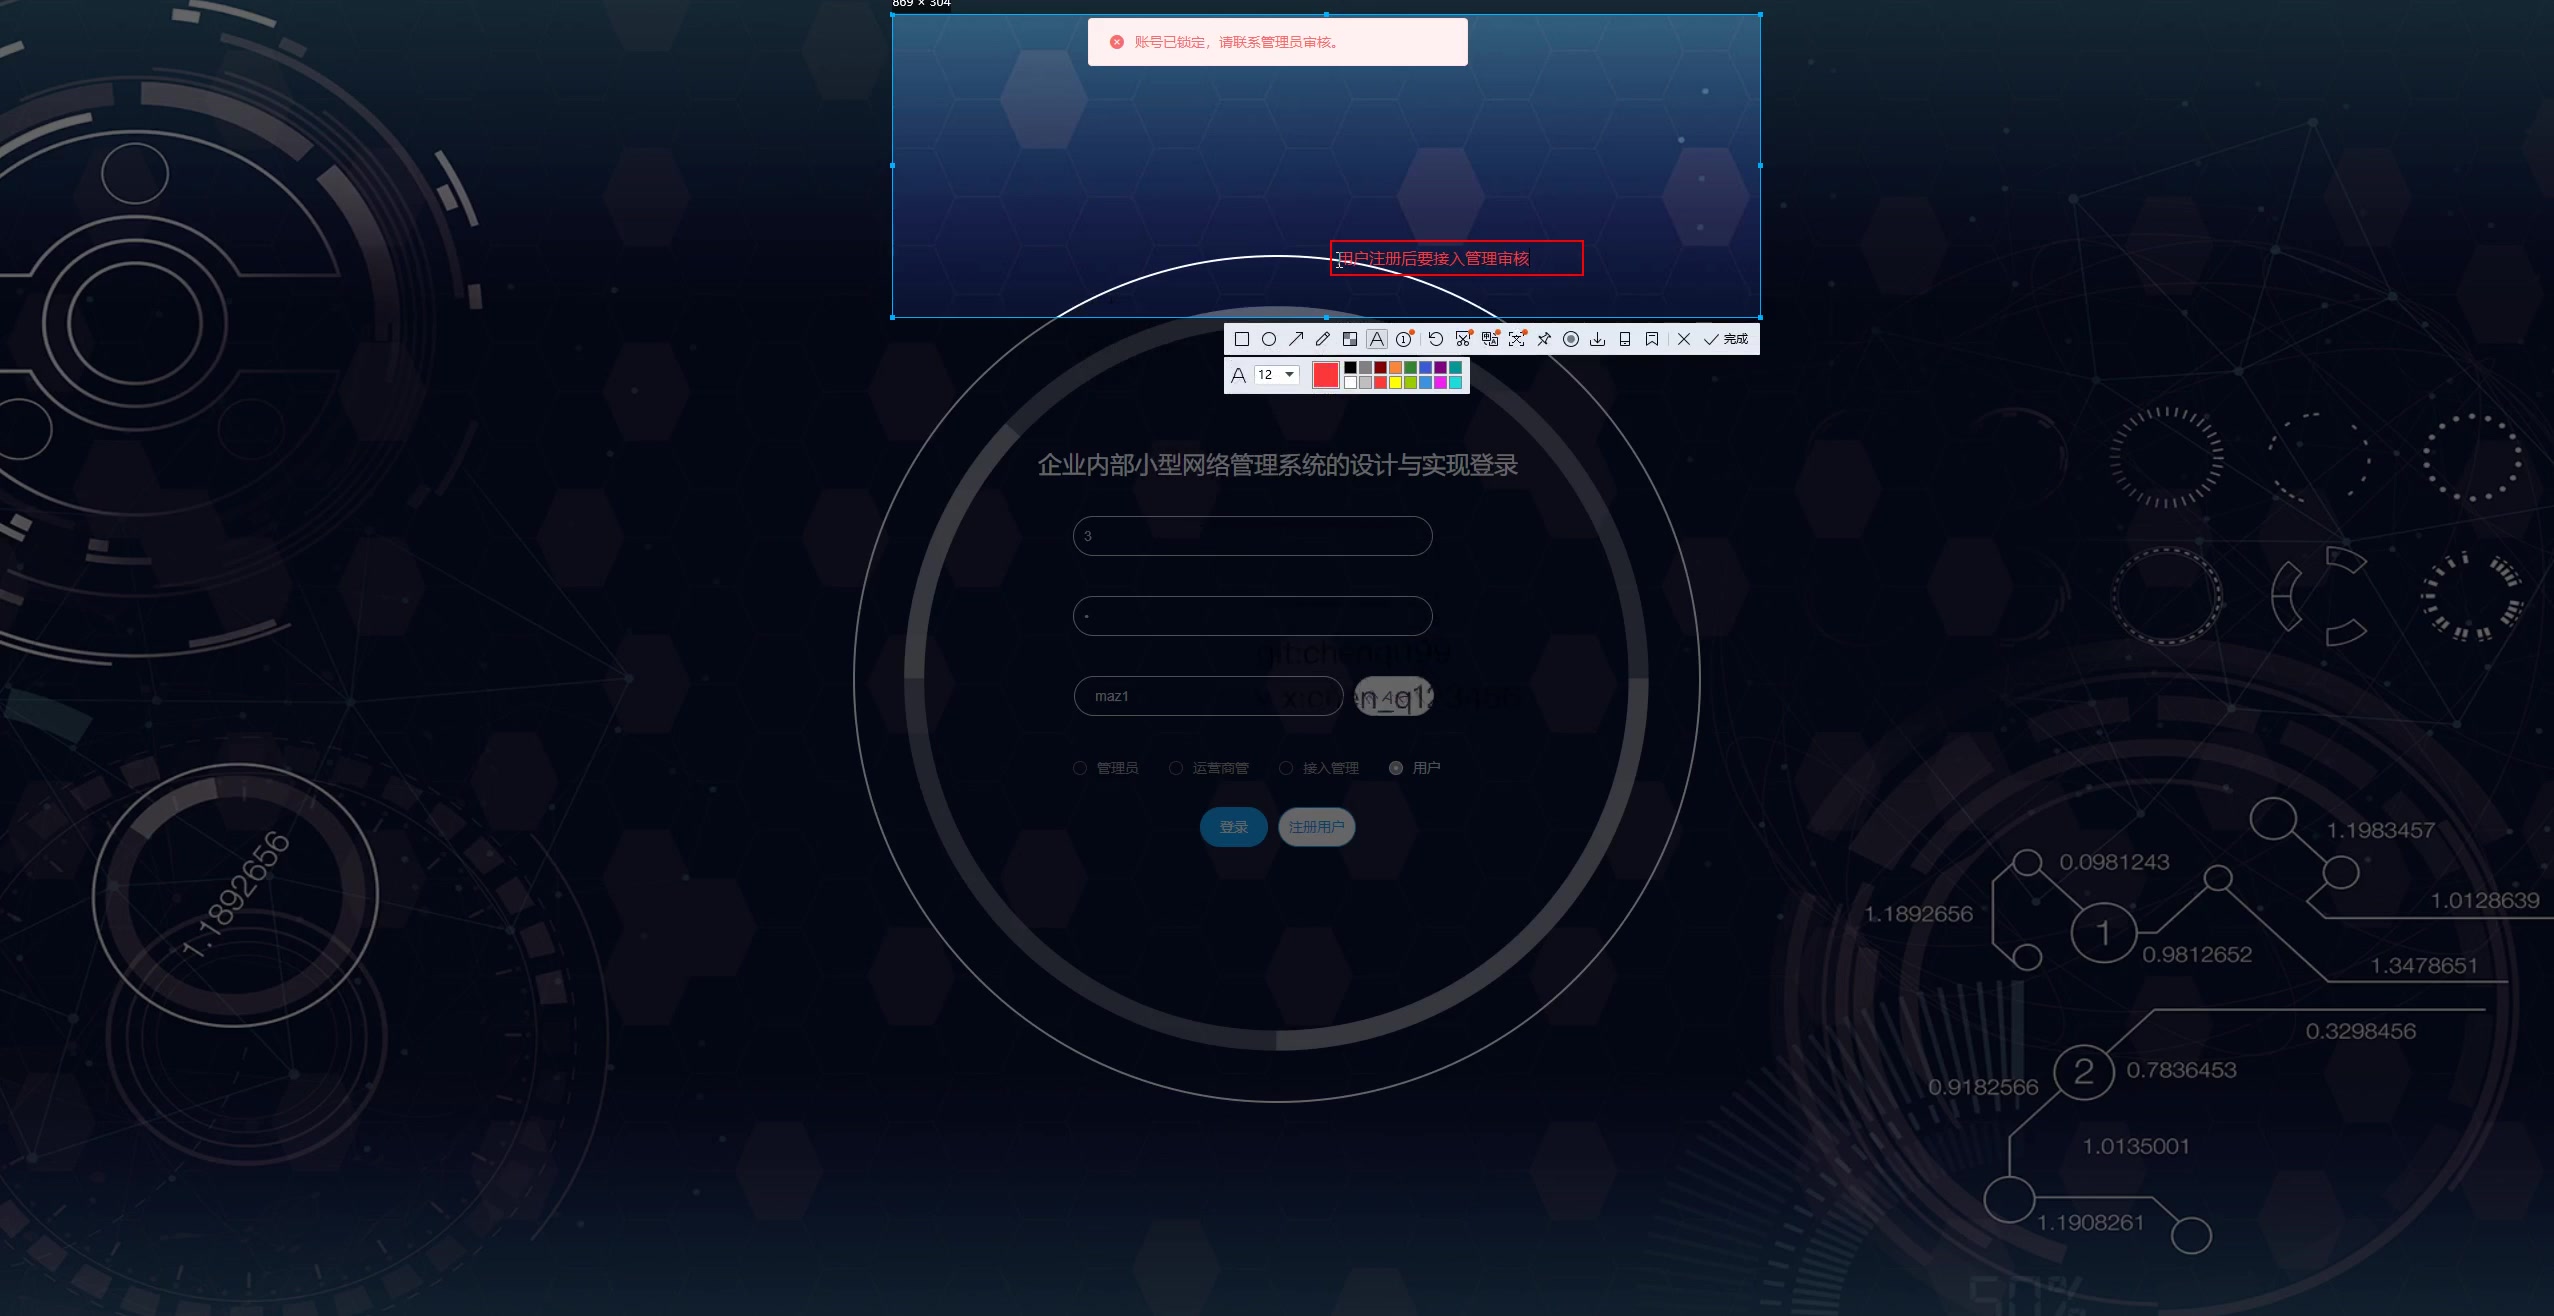 869 × 304
账号已锁定，请联系管理员审核。
用户注册后要接入管理审核
完成
A 12
企业内部小型网络管理系统的设计与实现登录
3
git:chenqu99
maz1
x:chen_q123456
管理员 运营商管 接入管理 用户
登录 注册用户
1.1892656
1.1983457
0.0981243
1.0128639
1.1892656
1
0.9812652
1.3478651
0.3298456
2
0.7836453
0.9182566
1.0135001
1.1908261
50%